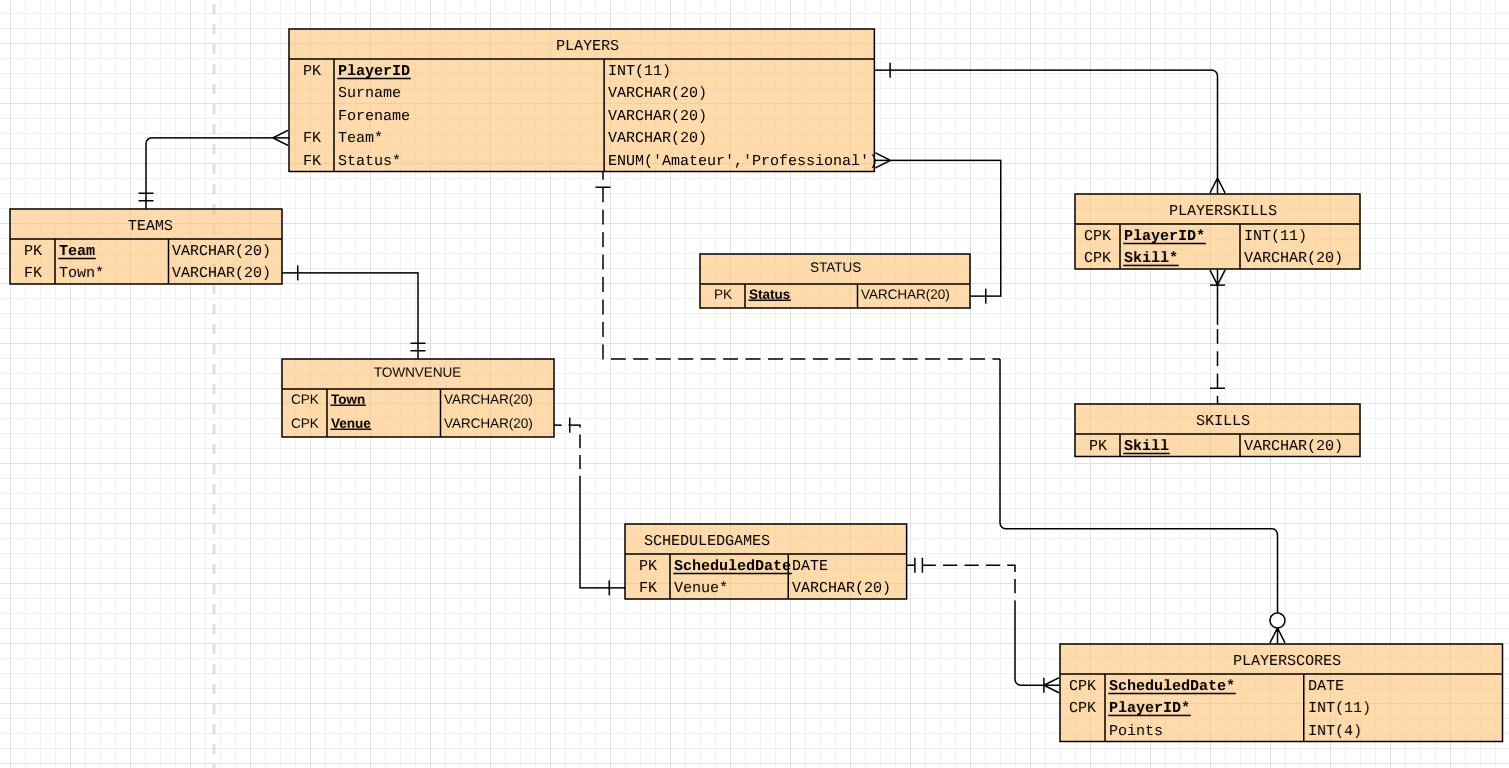 PLAYERS
PK PlayerID INT(11)
Surname VARCHAR(20)
Forename VARCHAR(20)
FK Team* VARCHAR(20)
FK Status* ENUM('Amateur','Professional')
TEAMS
PK Team VARCHAR(20)
FK Town* VARCHAR(20)
PLAYERSKILLS
CPK PlayerID* INT(11)
CPK Skill* VARCHAR(20)
STATUS
PK Status VARCHAR(20)
TOWNVENUE
CPK Town VARCHAR(20)
CPK Venue VARCHAR(20)
SKILLS
PK Skill VARCHAR(20)
SCHEDULEDGAMES
PK ScheduledDate DATE
FK Venue* VARCHAR(20)
PLAYERSCORES
CPK ScheduledDate* DATE
CPK PlayerID* INT(11)
Points INT(4)